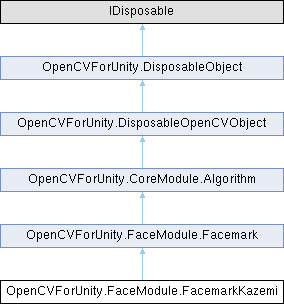 IDisposable
OpenCVForUnity.DisposableObject
OpenCVForUnity.DisposableOpenCVObject
OpenCVForUnity.CoreModule.Algorithm
OpenCVForUnity.FaceModule.Facemark
OpenCVForUnity.FaceModule.FacemarkKazemi